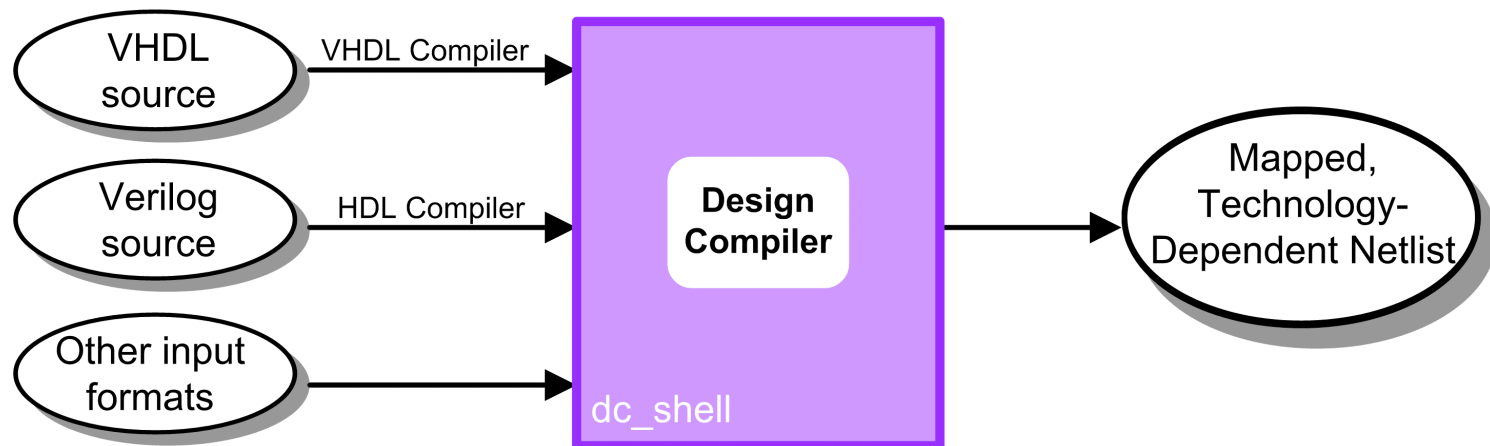 VHDL
source
VHDL Compiler
Verilog
source
HDL Compiler
Other input
formats
Design
Compiler
dc_shell
Mapped,
Technology-
Dependent Netlist